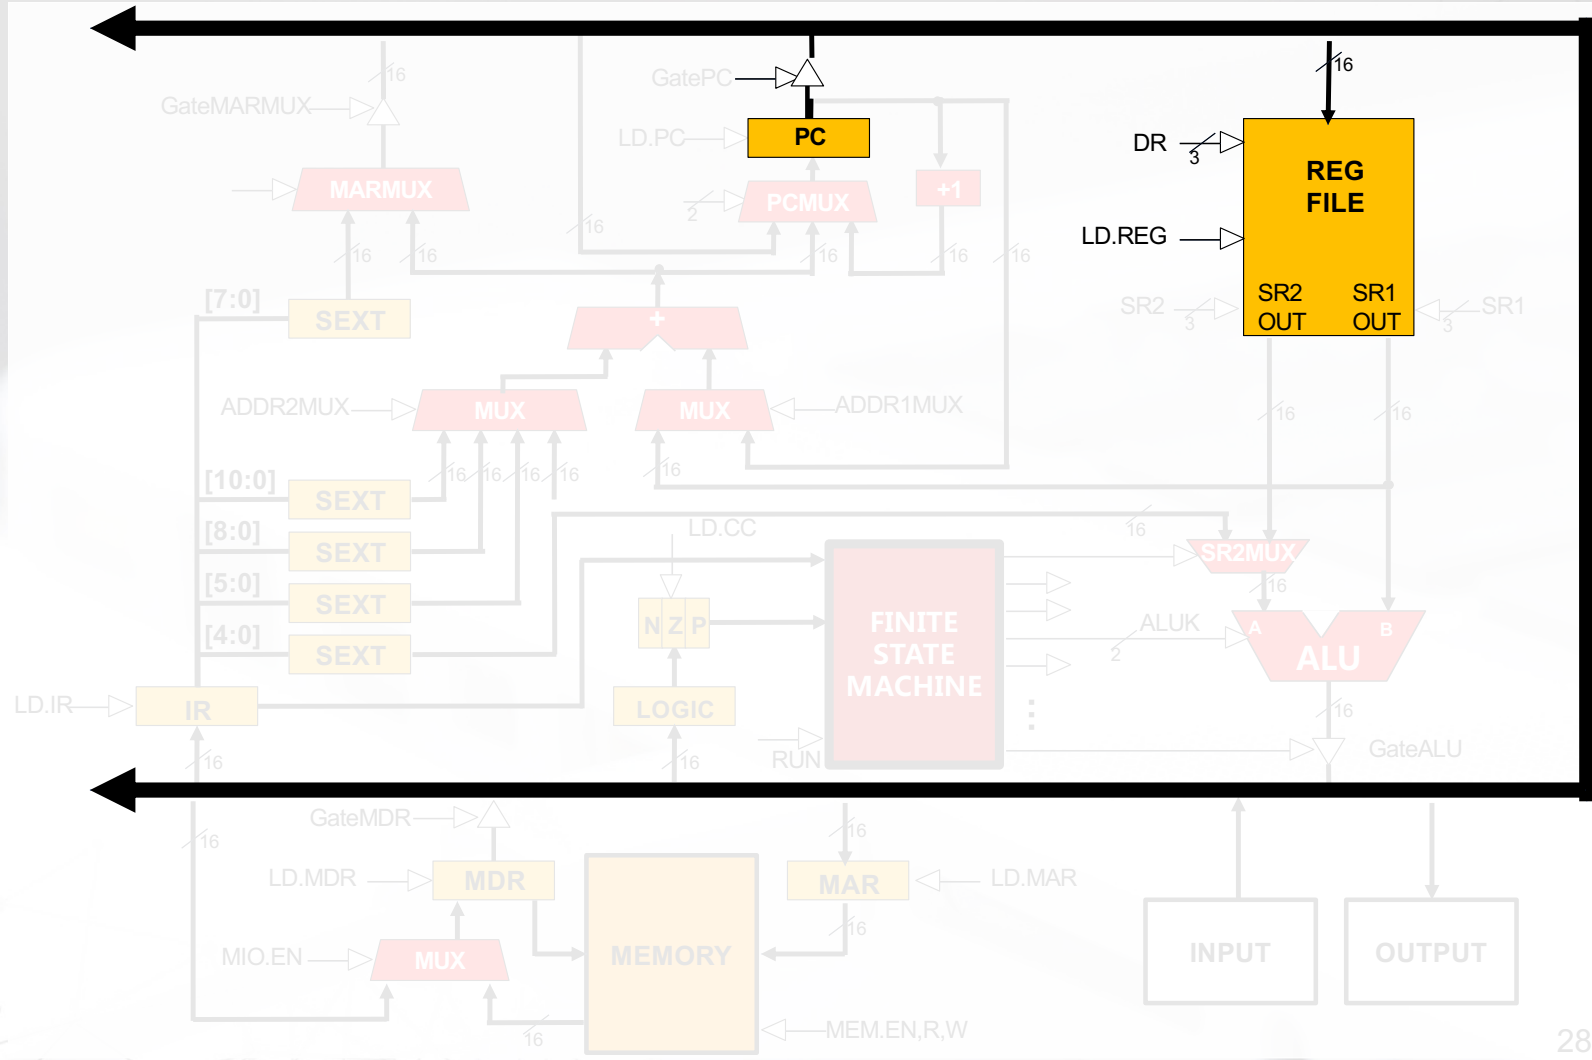 16
16
GatePC
GateMARMUX
LD.PC
PC
DR
3
REG
FILE
MARMUX
PCMUX
+1
2
16
LD.REG
16
16
16
16
16
[7:0]
SEXT
+
SR2
3
SR2
OUT
SR1
OUT
SR1
3
ADDR2MUX
MUX
MUX
ADDR1MUX
16
16
[10:0]
SEXT
16
16
16
16
16
[8:0]
SEXT
LD.CC
16
SR2MUX
[5:0]
SEXT
16
N Z P
FINITE
STATE
MACHINE
ALUK
2
A
B
ALU
[4:0]
SEXT
LD.IR
IR
LOGIC
16
16
16
RUN
⋮
GateALU
GateMDR
16
16
LD.MDR
MDR
MAR
LD.MAR
16
MIO.EN
MUX
MEMORY
INPUT
OUTPUT
16
MEM.EN,R,W
28